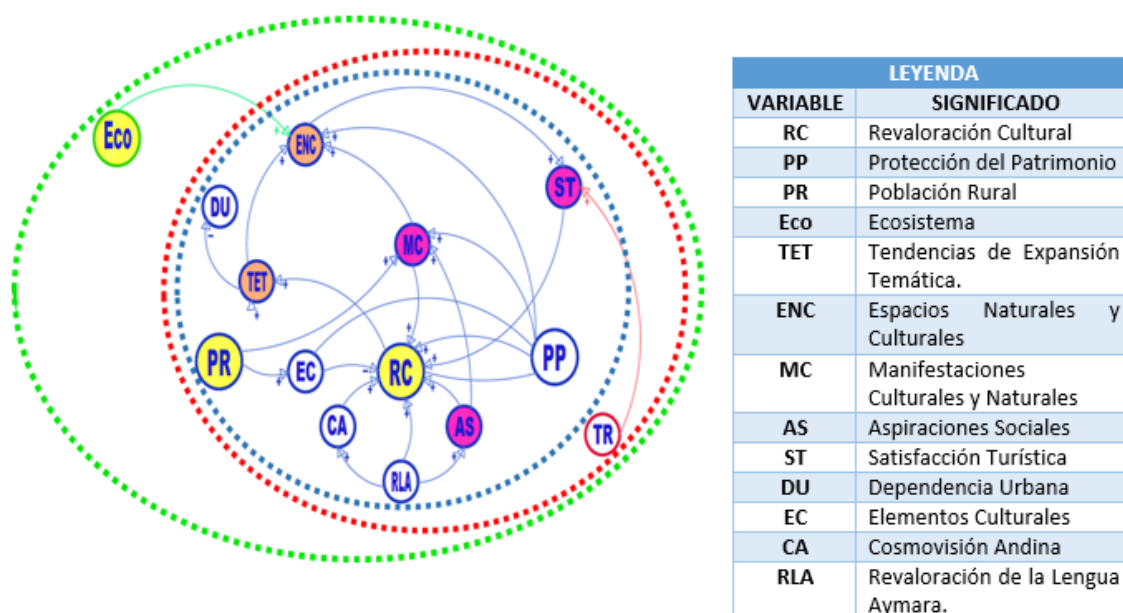 Eco
ENC
ST
DU
MC
TET
PR
EC
RC
PP
CA
AS
TR
RLA
LEYENDA
VARIABLE SIGNIFICADO
RC Revaloración Cultural
PP Protección del Patrimonio
PR Población Rural
Eco Ecosistema
TET Tendencias de Expansión
Temática.
ENC Espacios Naturales y
Culturales
MC Manifestaciones
Culturales y Naturales
AS Aspiraciones Sociales
ST Satisfacción Turística
DU Dependencia Urbana
EC Elementos Culturales
CA Cosmovisión Andina
RLA Revaloración de la Lengua
Aymara.